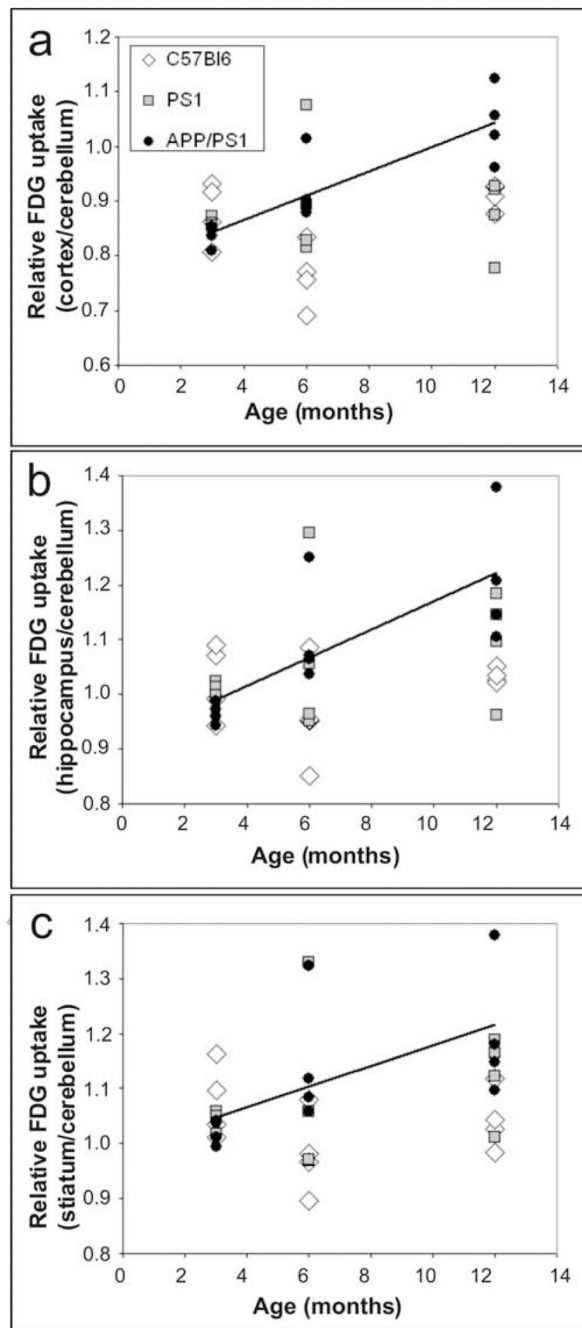 a
1.2
1.1
1.0
0.9
0.8
0.7
0.6
C57Bl6
PS1
APP/PS1
Relative FDG uptake
(cortex/cerebellum)
0 2 4 6 8 10 12 14
Age (months)
b
1.4
1.3
1.2
1.1
1.0
0.9
0.8
Relative FDG uptake
(hippocampus/cerebellum)
0 2 4 6 8 10 12 14
Age (months)
c
1.4
1.3
1.2
1.1
1.0
0.9
0.8
Relative FDG uptake
(stiatum/cerebellum)
0 2 4 6 8 10 12 14
Age (months)